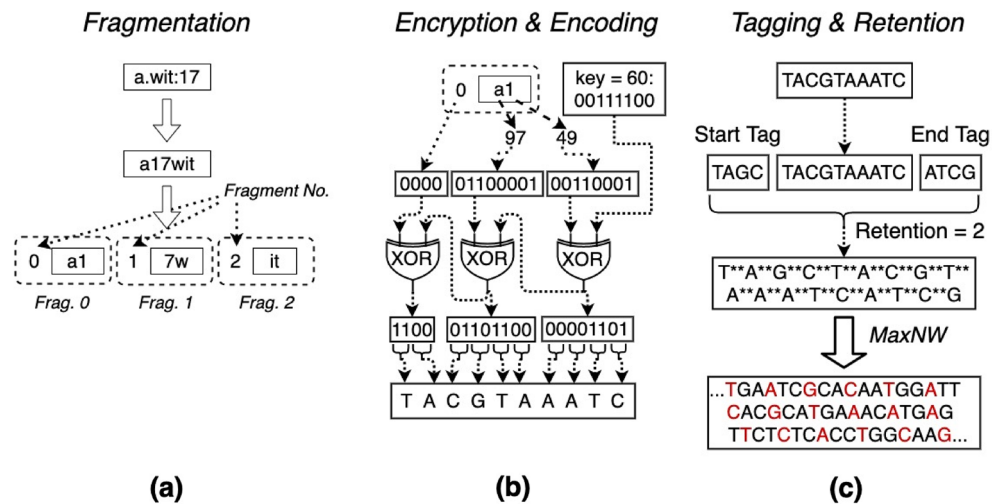 Fragmentation
a.wit:17
a17wit
Fragment No.
0 a1
1 7w
2 it
Frag. 0
Frag. 1
Frag. 2
(a)
Encryption & Encoding
0 a1
key = 60:
00111100
97
49
0000
01100001
00110001
XOR
XOR
XOR
1100
01101100
00001101
T A C G T A A A T C
(b)
Tagging & Retention
TACGTAAATC
Start Tag
End Tag
TAGC
TACGTAAATC
ATCG
Retention = 2
T**A**G**C**T**A**C**G**T**
A**A**A**T**C**A**T**C**G
MaxNW
...TGAATCGCACAATGGATT
CACGCATGAAACATGAG
TTCTCTCACCTGGCAAG...
(c)